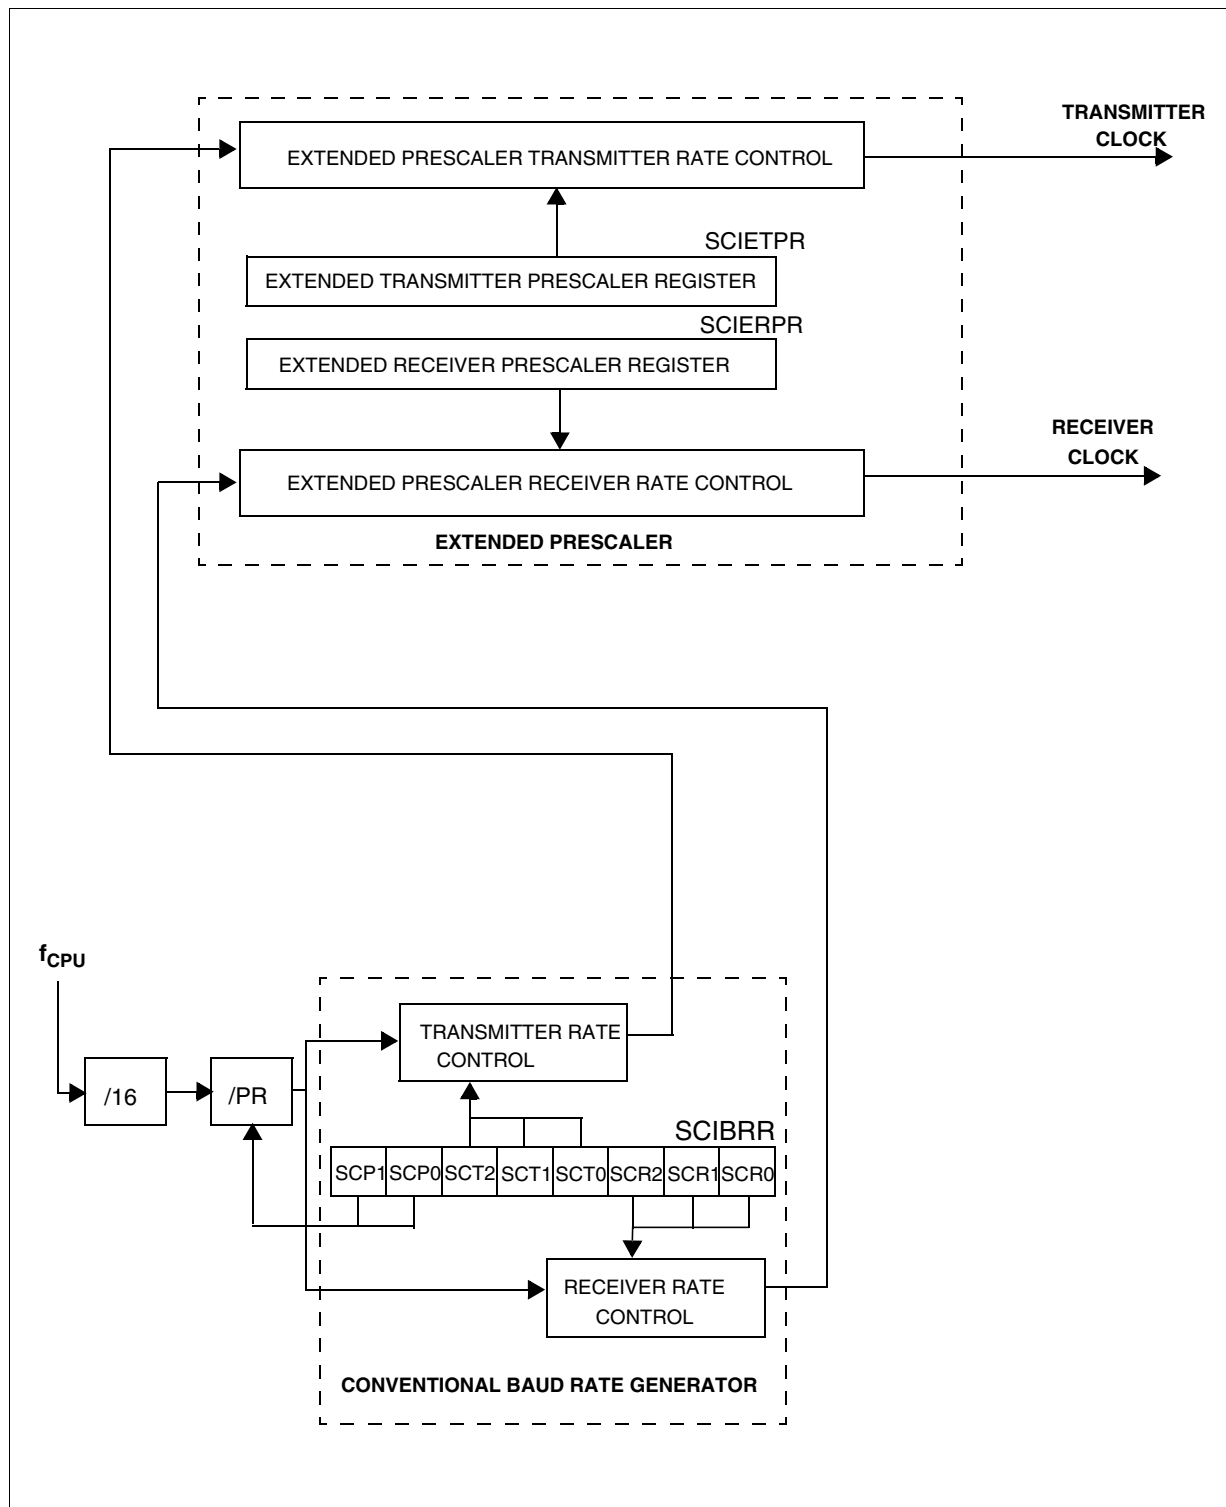 TRANSMITTER
CLOCK
EXTENDED PRESCALER TRANSMITTER RATE CONTROL
SCIETPR
EXTENDED TRANSMITTER PRESCALER REGISTER
SCIERPR
EXTENDED RECEIVER PRESCALER REGISTER
RECEIVER
CLOCK
EXTENDED PRESCALER RECEIVER RATE CONTROL
EXTENDED PRESCALER
fCPU
TRANSMITTER RATE
CONTROL
/16
/PR
SCIBRR
SCP1 SCP0 SCT2 SCT1 SCT0 SCR2 SCR1 SCR0
RECEIVER RATE
CONTROL
CONVENTIONAL BAUD RATE GENERATOR